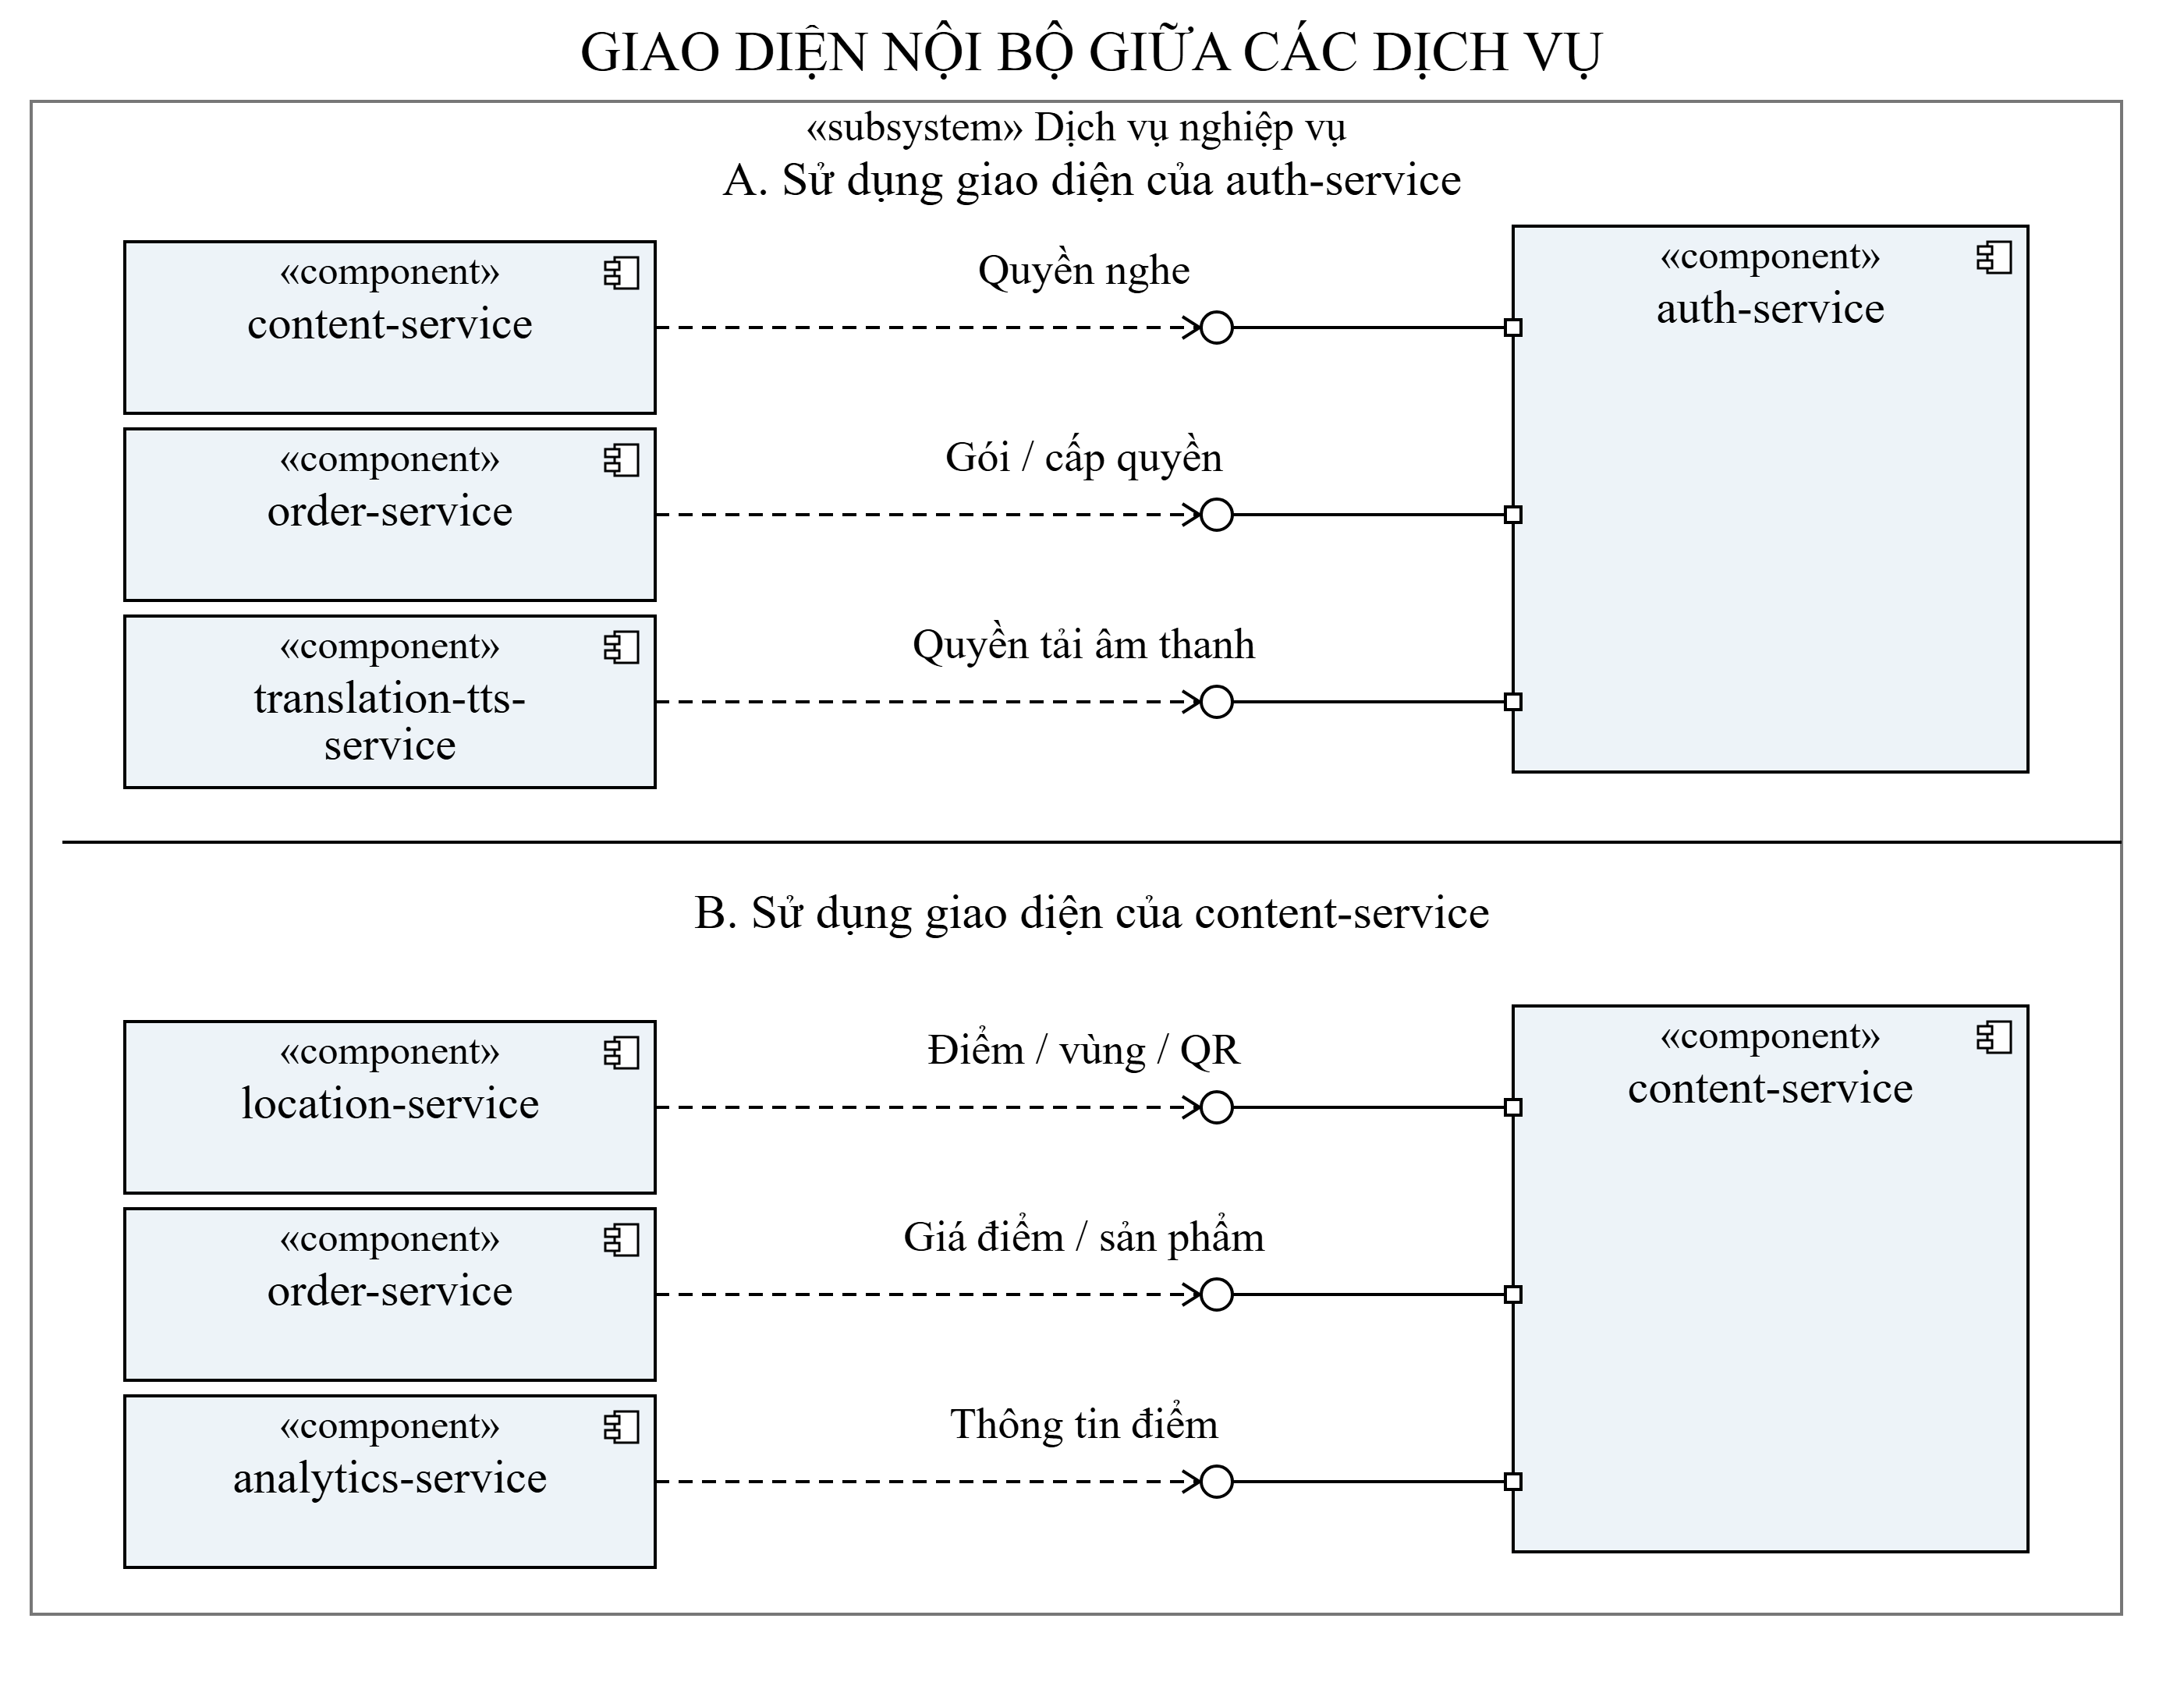 GIAO DIỆN NỘI BỘ GIỮA CÁC DỊCH VỤ
«subsystem» Dịch vụ nghiệp vụ
A. Sử dụng giao diện của auth-service
«component»
content-service
Quyền nghe
«component»
auth-service
«component»
order-service
Gói / cấp quyền
«component»
translation-tts-
service
Quyền tải âm thanh
B. Sử dụng giao diện của content-service
«component»
location-service
Điểm / vùng / QR
«component»
content-service
«component»
order-service
Giá điểm / sản phẩm
«component»
analytics-service
Thông tin điểm